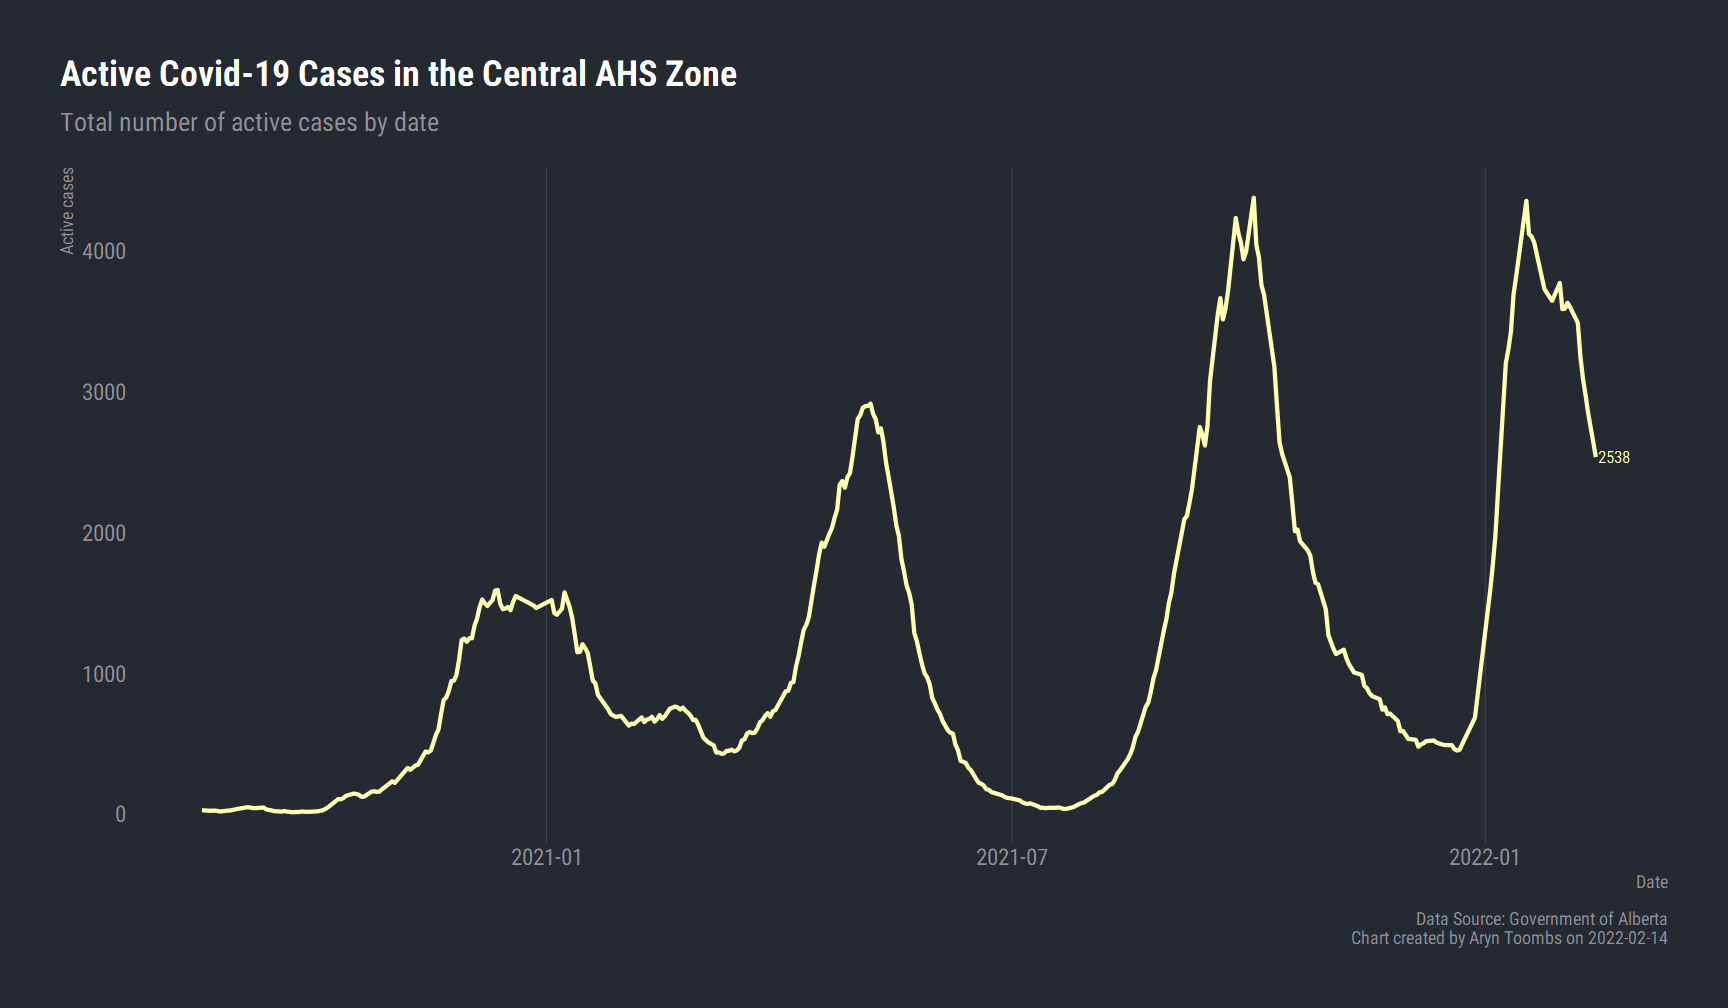 Active Covid-19 Cases in the Central AHS Zone
Total number of active cases by date
Active cases
4000
3000
2000
1000
0
2538
2021-01
2021-07
2022-01
Date
Data Source: Government of Alberta
Chart created by Aryn Toombs on 2022-02-14